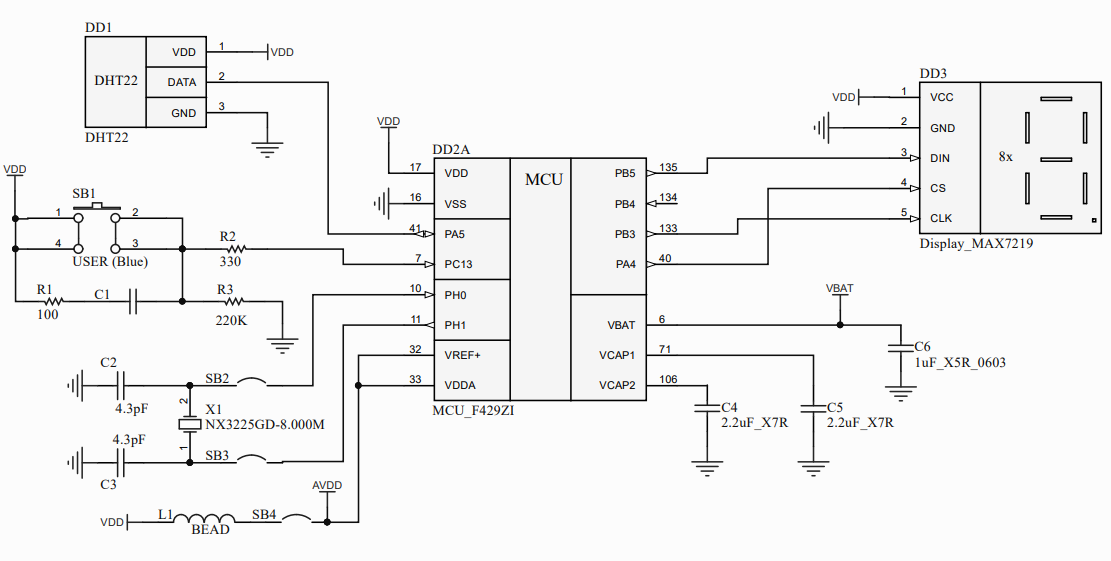 DD1
VDD 1 VDD
DHT22 DATA 2
GND 3
DHT22
VDD
SB1
1 2
4 3
USER (Blue)
R2
330
R1
100
C1
R3
220K
C2
4.3pF
SB2
2
X1
NX3225GD-8.000M
1
4.3pF
C3
SB3
AVDD
VDD L1 SB4
BEAD
VDD
DD2A
MCU
17 VDD
16 VSS
41 PA5
7 PC13
10 PH0
11 PH1
32 VREF+
33 VDDA
PB5 135
PB4 134
PB3 133
PA4 40
VBAT 6
VCAP1 71
VCAP2 106
MCU_F429ZI
DD3
VDD 1 VCC
2 GND
3 DIN
4 CS
5 CLK
8x
Display_MAX7219
VBAT
C6
1uF_X5R_0603
C4
2.2uF_X7R
C5
2.2uF_X7R